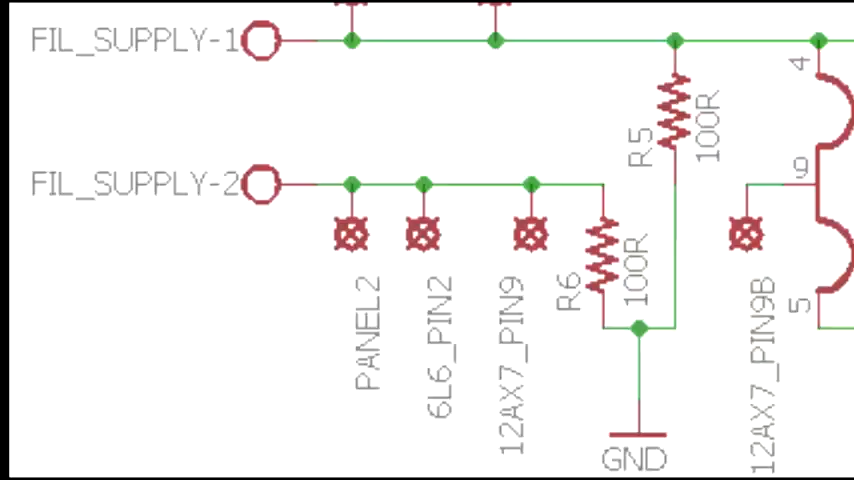 FIL_SUPPLY-1
4
R5
100R
9
FIL_SUPPLY-2
R6
100R
5
PANEL2
6L6_PIN2
12AX7_PIN9
12AX7_PIN9B
GND